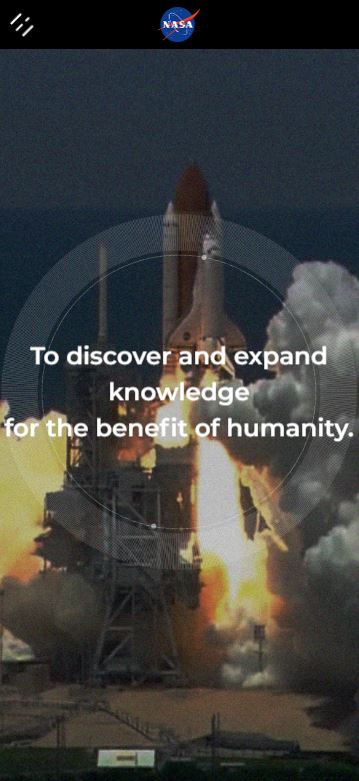 NASA
To discover and expand
knowledge
for the benefit of humanity.